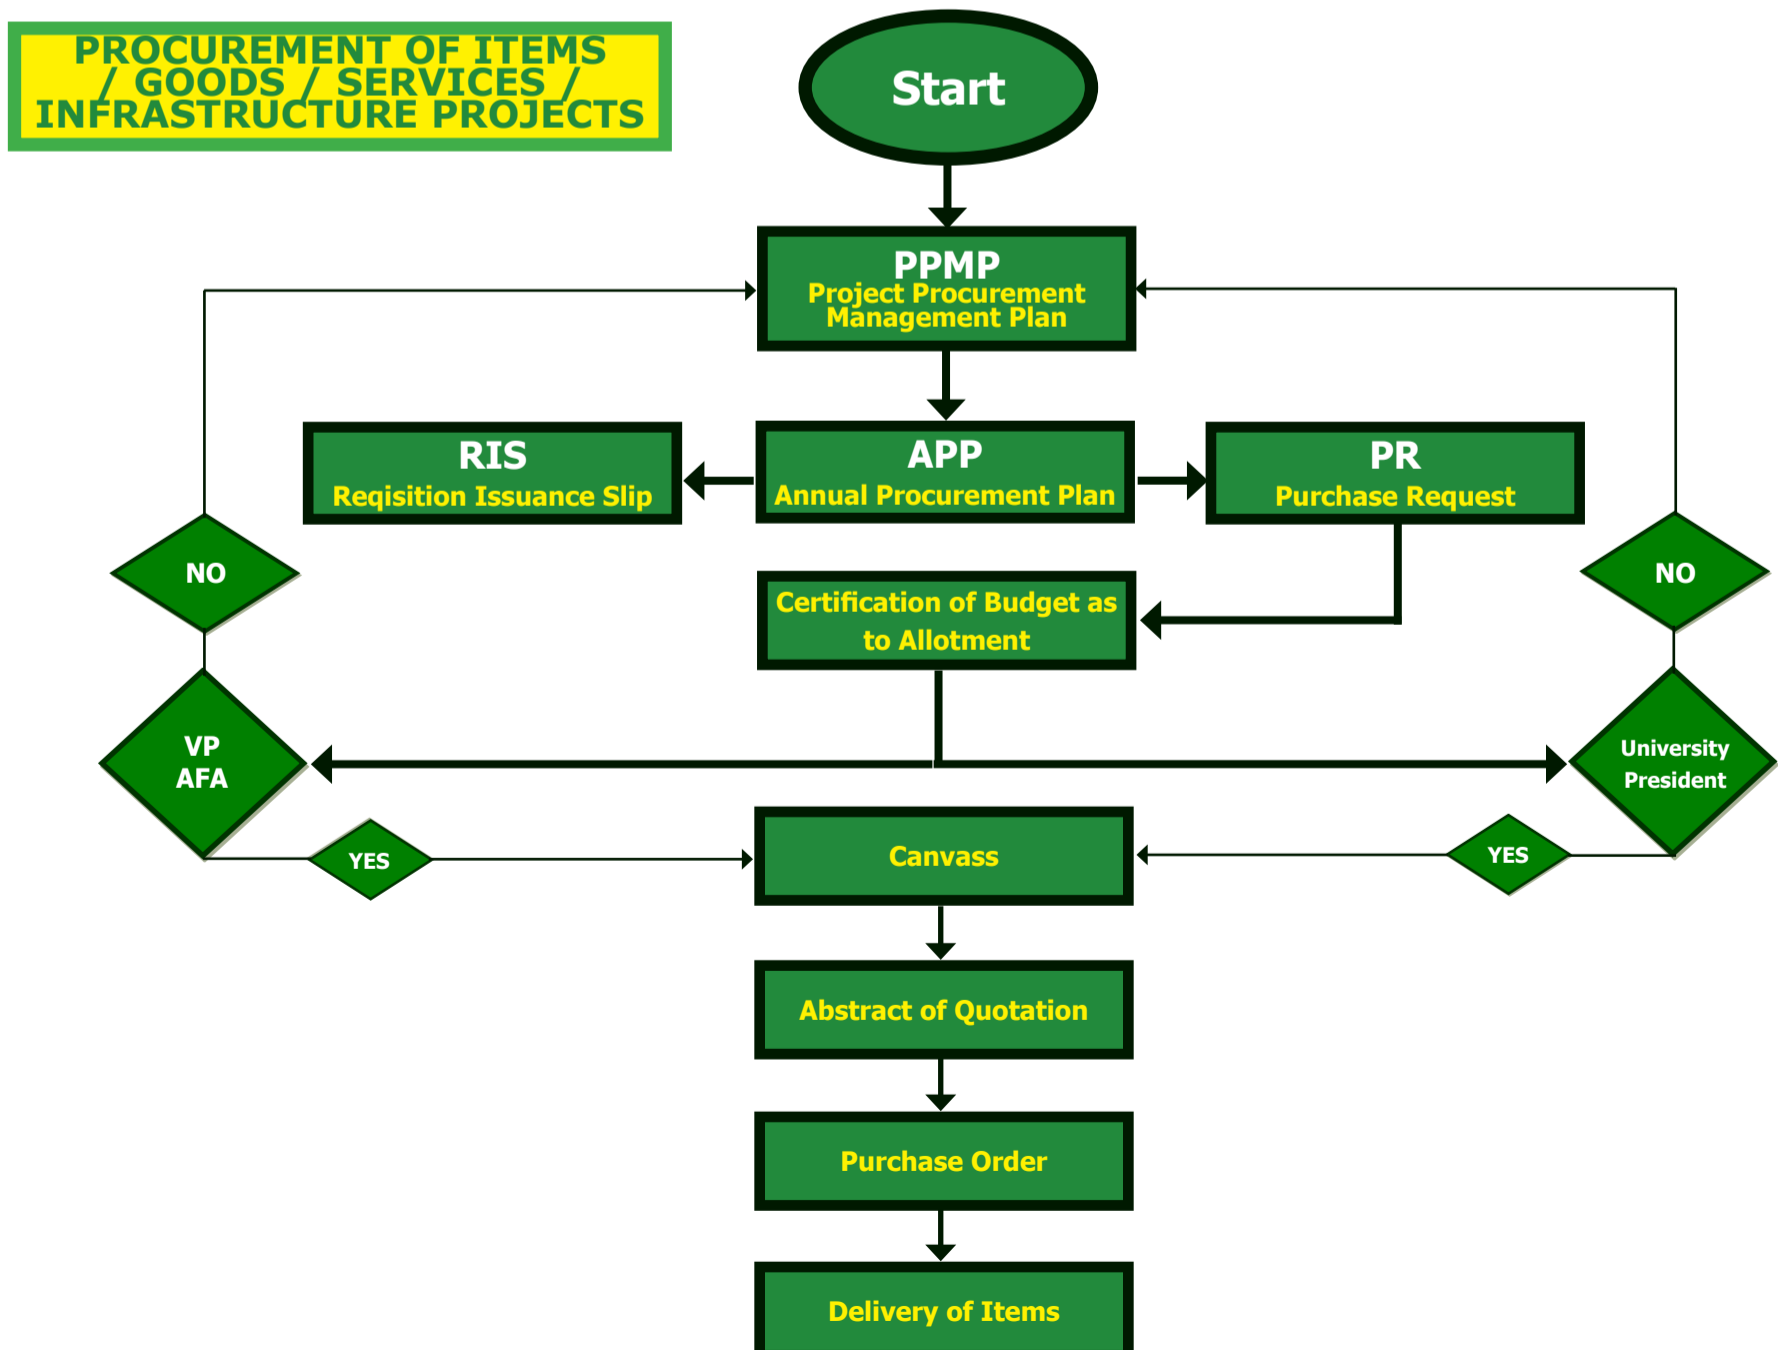 PROCUREMENT OF ITEMS
/ GOODS / SERVICES /
INFRASTRUCTURE PROJECTS
Start
PPMP
Project Procurement
Management Plan
RIS
Reqisition Issuance Slip
APP
Annual Procurement Plan
PR
Purchase Request
NO
Certification of Budget as
to Allotment
NO
VP
AFA
University
President
YES
Canvass
YES
Abstract of Quotation
Purchase Order
Delivery of Items